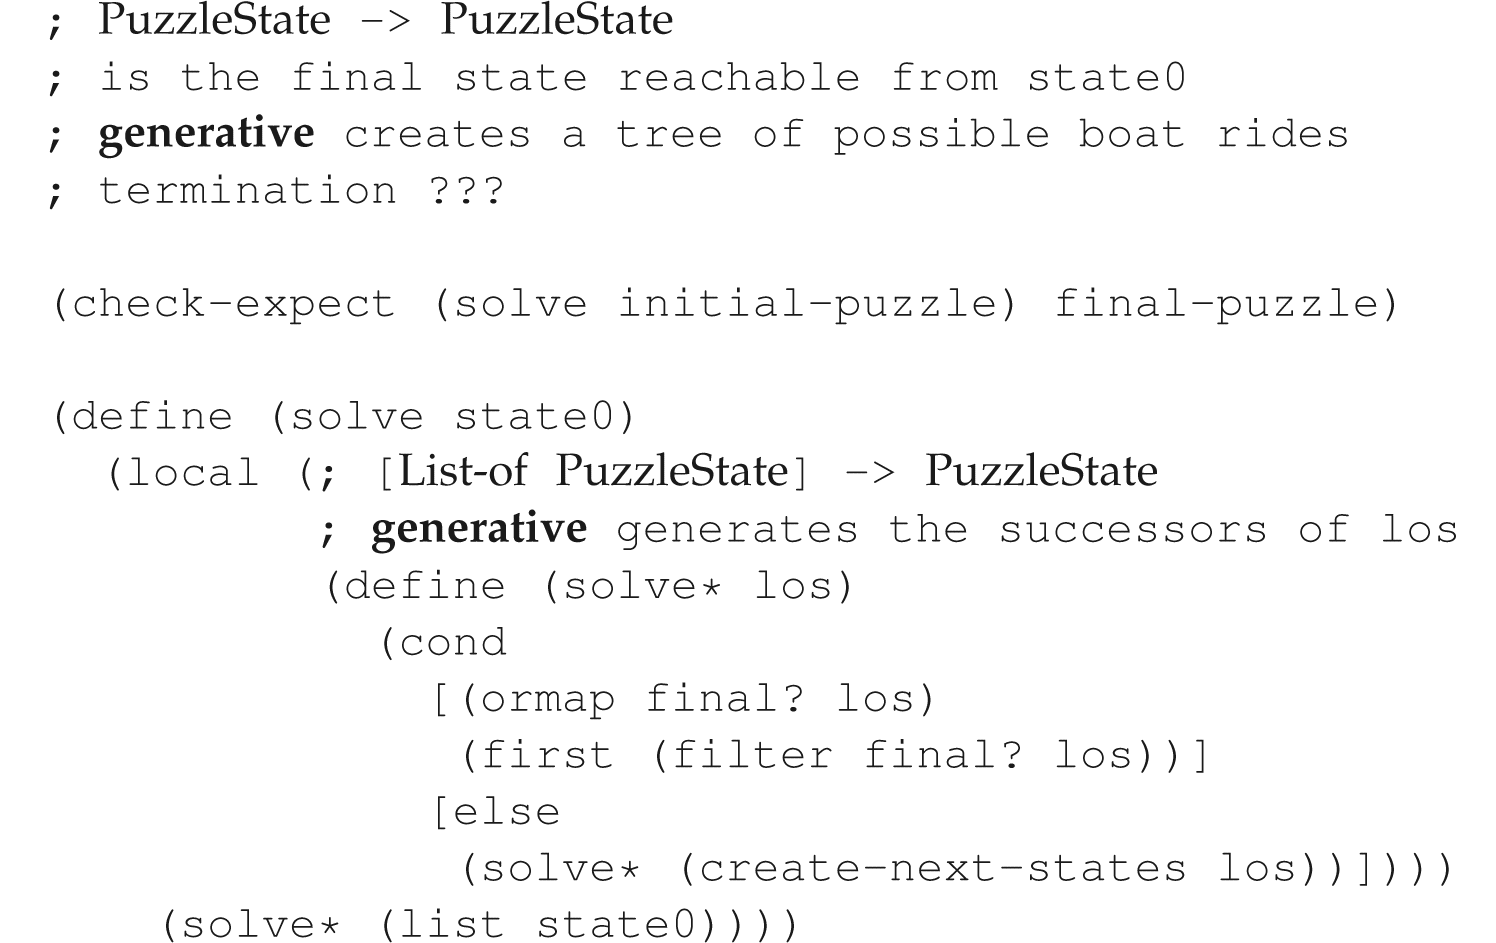 ; PuzzleState -> PuzzleState
; is the final state reachable from state0
; generative creates a tree of possible boat rides
; termination ???
(check-expect (solve initial-puzzle) final-puzzle)
(define (solve state0)
(local (; [List-of PuzzleState] -> PuzzleState
; generative generates the successors of los
(define (solve* los)
(cond
[(ormap final? los)
(first (filter final? los))]
[else
(solve* (create-next-states los))])))
(solve* (list state0))))